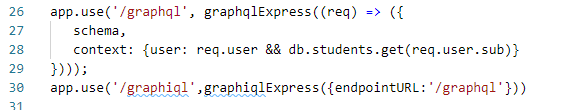 26 app.use('/graphql', graphqlExpress((req) => ({
27 schema,
28 context: {user: req.user && db.students.get(req.user.sub)}
29 })));
30 app.use('/graphiql',graphiqlExpress({endpointURL:'/graphql'}))
31